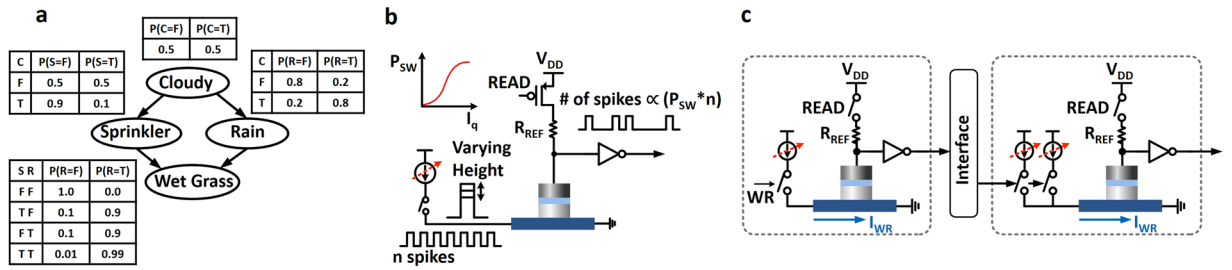 a
P(C=F) P(C=T)
0.5 0.5
C P(S=F) P(S=T)
F 0.5 0.5
T 0.9 0.1
C P(R=F) P(R=T)
F 0.8 0.2
T 0.2 0.8
Cloudy
Sprinkler
Rain
Wet Grass
S R P(R=F) P(R=T)
F F 1.0 0.0
T F 0.1 0.9
F T 0.1 0.9
T T 0.01 0.99
b
PSW
Iq
VDD
READ
# of spikes ∝ (PSW*n)
RREF
Varying
Height
n spikes
c
VDD
READ
RREF
WR
IWR
Interface
VDD
READ
RREF
IWR